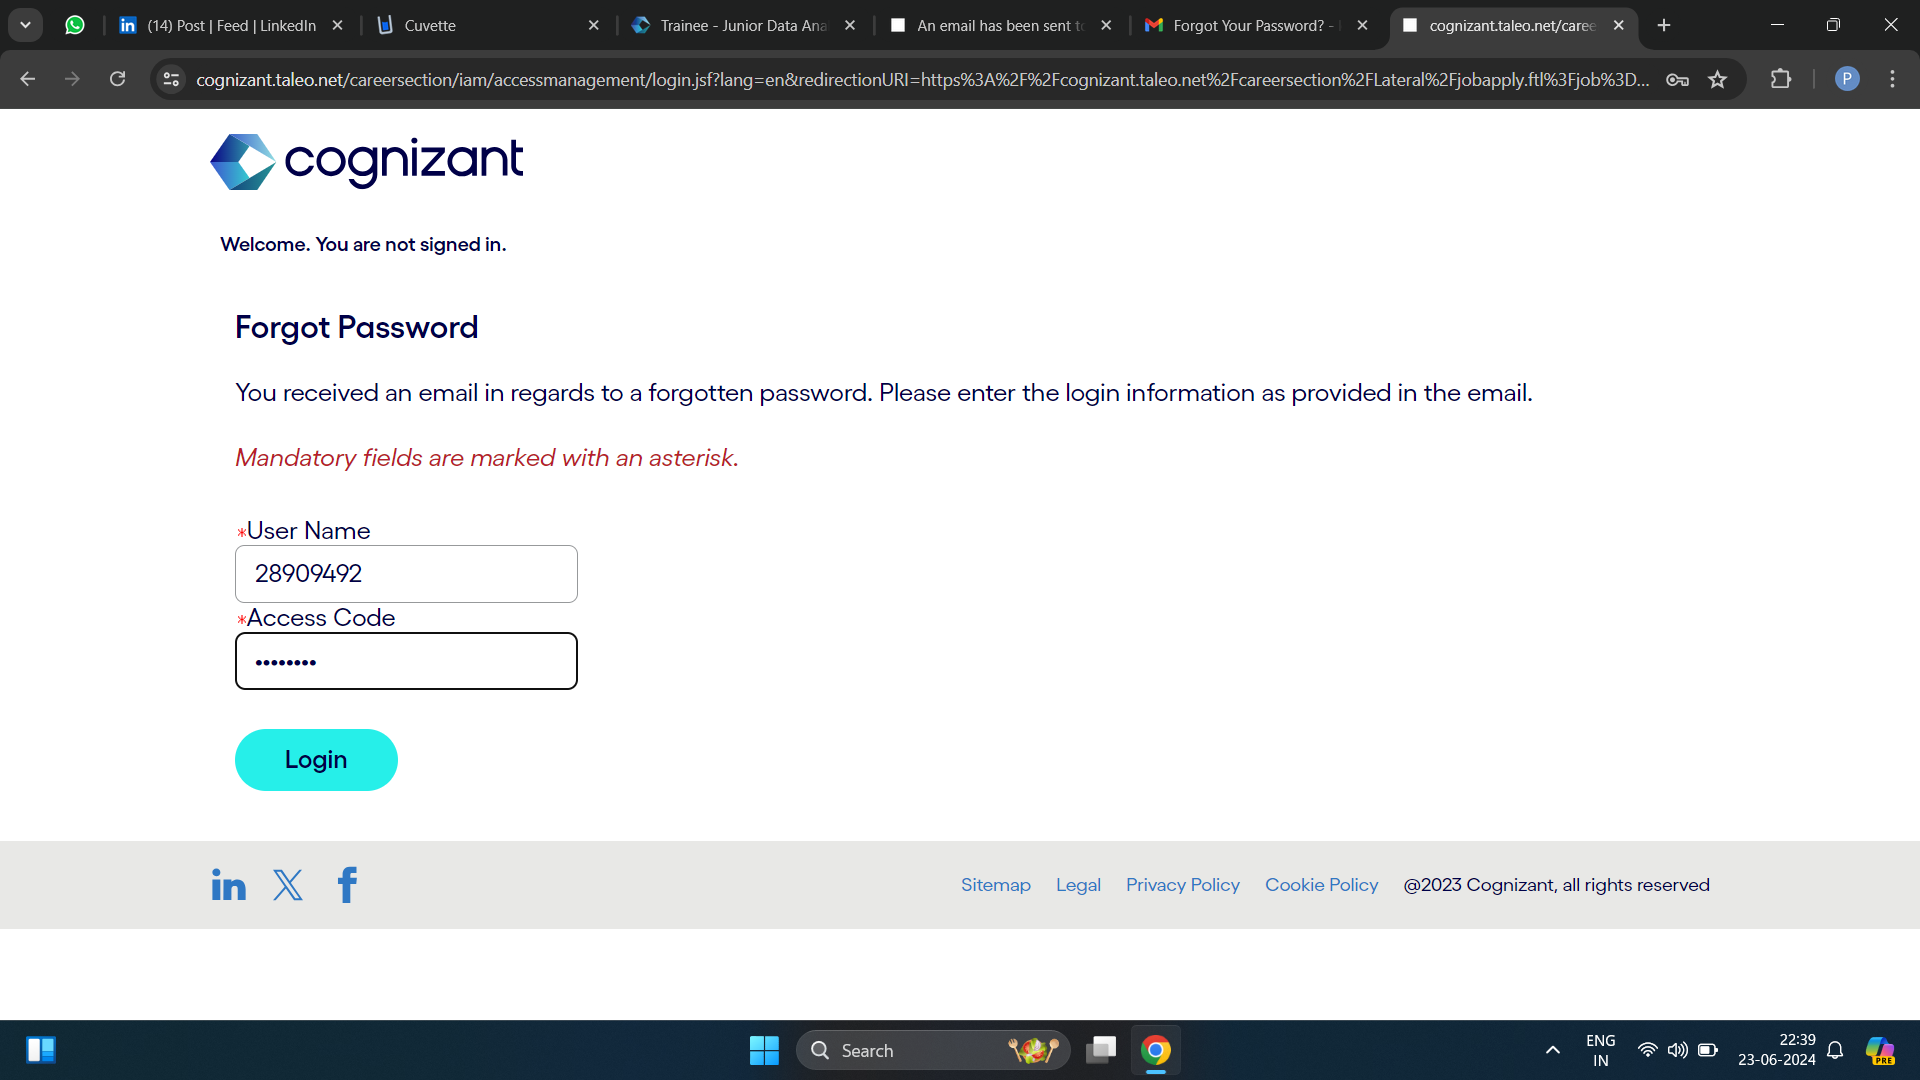 (14) Post | Feed | LinkedIn
Cuvette
Trainee - Junior Data Ana
An email has been sent to
Forgot Your Password? -
cognizant.taleo.net/caree
cognizant.taleo.net/careersection/iam/accessmanagement/login.jsf?lang=en&redirectionURI=https%3A%2F%2Fcognizant.taleo.net%2Fcareersection%2FLateral%2Fjobapply.ftl%3Fjob%3D...
P
cognizant
Welcome. You are not signed in.
Forgot Password
You received an email in regards to a forgotten password. Please enter the login information as provided in the email.
Mandatory fields are marked with an asterisk.
*User Name
28909492
*Access Code
••••••••
Login
Sitemap Legal Privacy Policy Cookie Policy @2023 Cognizant, all rights reserved
Search
ENG
IN
22:39
23-06-2024
PRE